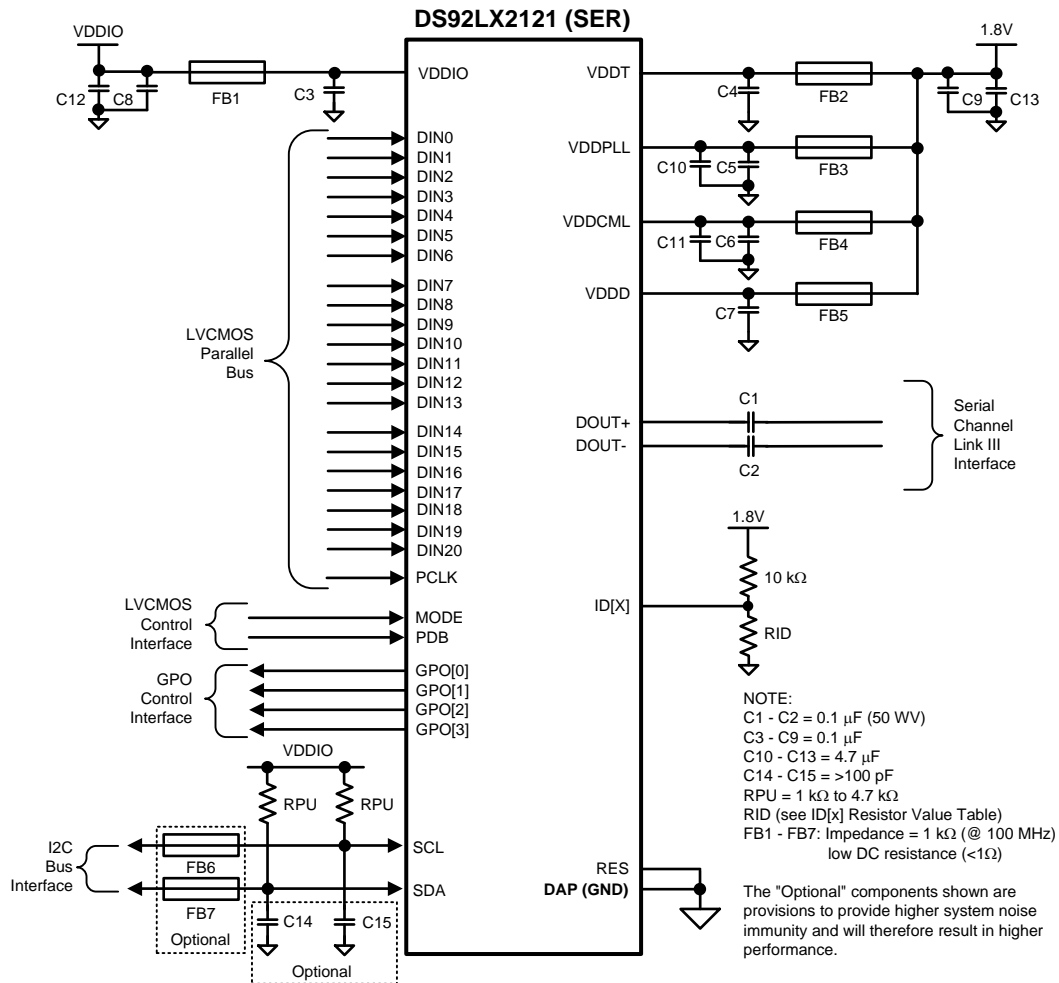 DS92LX2121 (SER)
VDDIO
C12
C8
FB1
C3
VDDIO
LVCMOS
Parallel
Bus
DIN0
DIN1
DIN2
DIN3
DIN4
DIN5
DIN6
DIN7
DIN8
DIN9
DIN10
DIN11
DIN12
DIN13
DIN14
DIN15
DIN16
DIN17
DIN18
DIN19
DIN20
PCLK
LVCMOS
Control
Interface
MODE
PDB
GPO
Control
Interface
GPO[0]
GPO[1]
GPO[2]
GPO[3]
VDDIO
RPU
RPU
I2C
Bus
Interface
FB6
FB7
Optional
SCL
SDA
C14
C15
Optional
1.8V
VDDT
C4
FB2
C9
C13
VDDPLL
C10
C5
FB3
VDDCML
C11
C6
FB4
VDDD
C7
FB5
DOUT+
DOUT-
C1
C2
Serial
Channel
Link III
Interface
1.8V
10 kΩ
ID[X]
RID
RES
DAP (GND)
NOTE:
C1 - C2 = 0.1 μF (50 WV)
C3 - C9 = 0.1 μF
C10 - C13 = 4.7 μF
C14 - C15 = >100 pF
RPU = 1 kΩ to 4.7 kΩ
RID (see ID[x] Resistor Value Table)
FB1 - FB7: Impedance = 1 kΩ (@ 100 MHz)
low DC resistance (<1Ω)
The "Optional" components shown are
provisions to provide higher system noise
immunity and will therefore result in higher
performance.